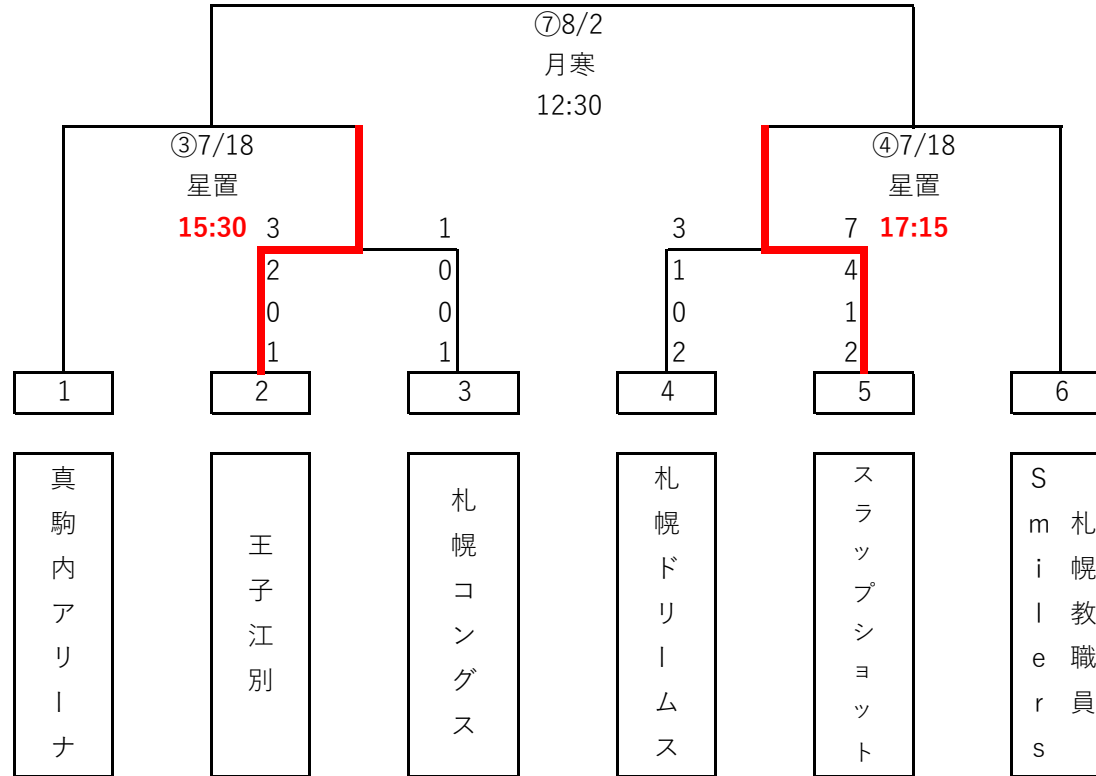 ⑦8/2
月寒
12:30
③7/18
星置
15:30
④7/18
星置
17:15
3 1 3 7
2 0 1 4
0 0 0 1
1 1 2 2
1 2 3 4 5 6
真駒内アリーナ
王子江別
札幌コングス
札幌ドリームス
スラップショット
札幌教職員
Smilers